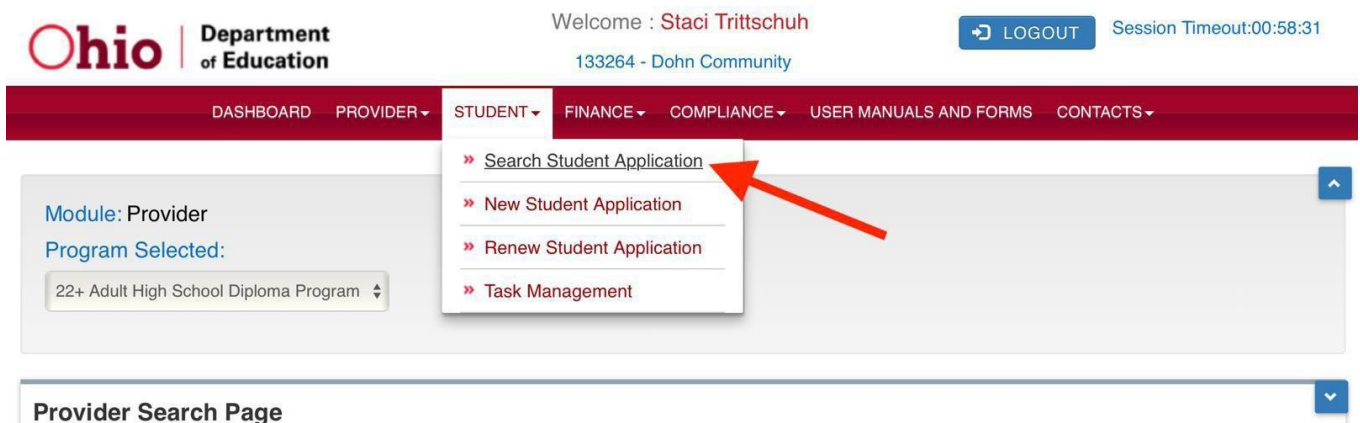 Ohio | Department of Education
Welcome : Staci Trittschuh
133264 - Dohn Community
LOGOUT
Session Timeout:00:58:31
DASHBOARD PROVIDER STUDENT FINANCE COMPLIANCE USER MANUALS AND FORMS CONTACTS
» Search Student Application
» New Student Application
» Renew Student Application
» Task Management
Module: Provider
Program Selected:
22+ Adult High School Diploma Program
Provider Search Page